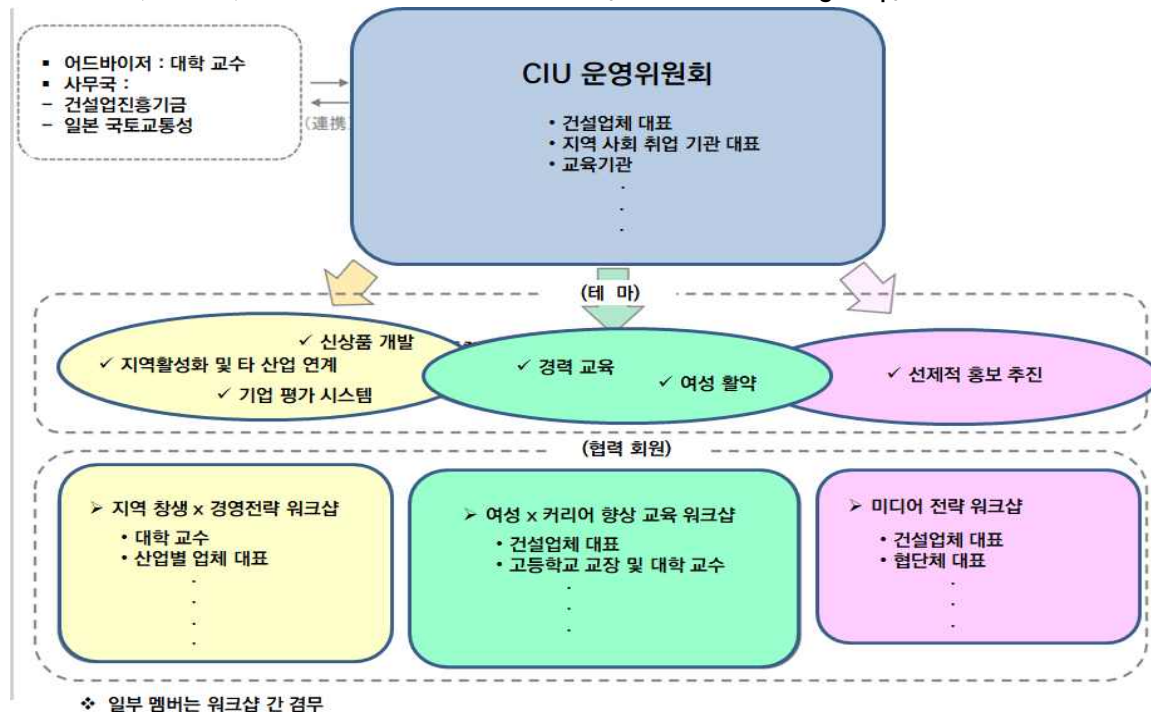 ▪ 어드바이저 : 대학 교수
▪ 사무국 :
– 건설업진흥기금
– 일본 국토교통성
(連携)
CIU 운영위원회
• 건설업체 대표
• 지역 사회 취업 기관 대표
• 교육기관
.
.
.
(테 마)
✓ 신상품 개발
✓ 지역활성화 및 타 산업 연계
✓ 기업 평가 시스템
✓ 경력 교육
✓ 여성 활약
✓ 선제적 홍보 추진
(협력 회원)
➢ 지역 창생 x 경영전략 워크샵
• 대학 교수
• 산업별 업체 대표
.
.
.
.
➢ 여성 x 커리어 향상 교육 워크샵
• 건설업체 대표
• 고등학교 교장 및 대학 교수
.
.
.
➢ 미디어 전략 워크샵
• 건설업체 대표
• 협단체 대표
.
.
.
❖ 일부 멤버는 워크샵 간 겸무